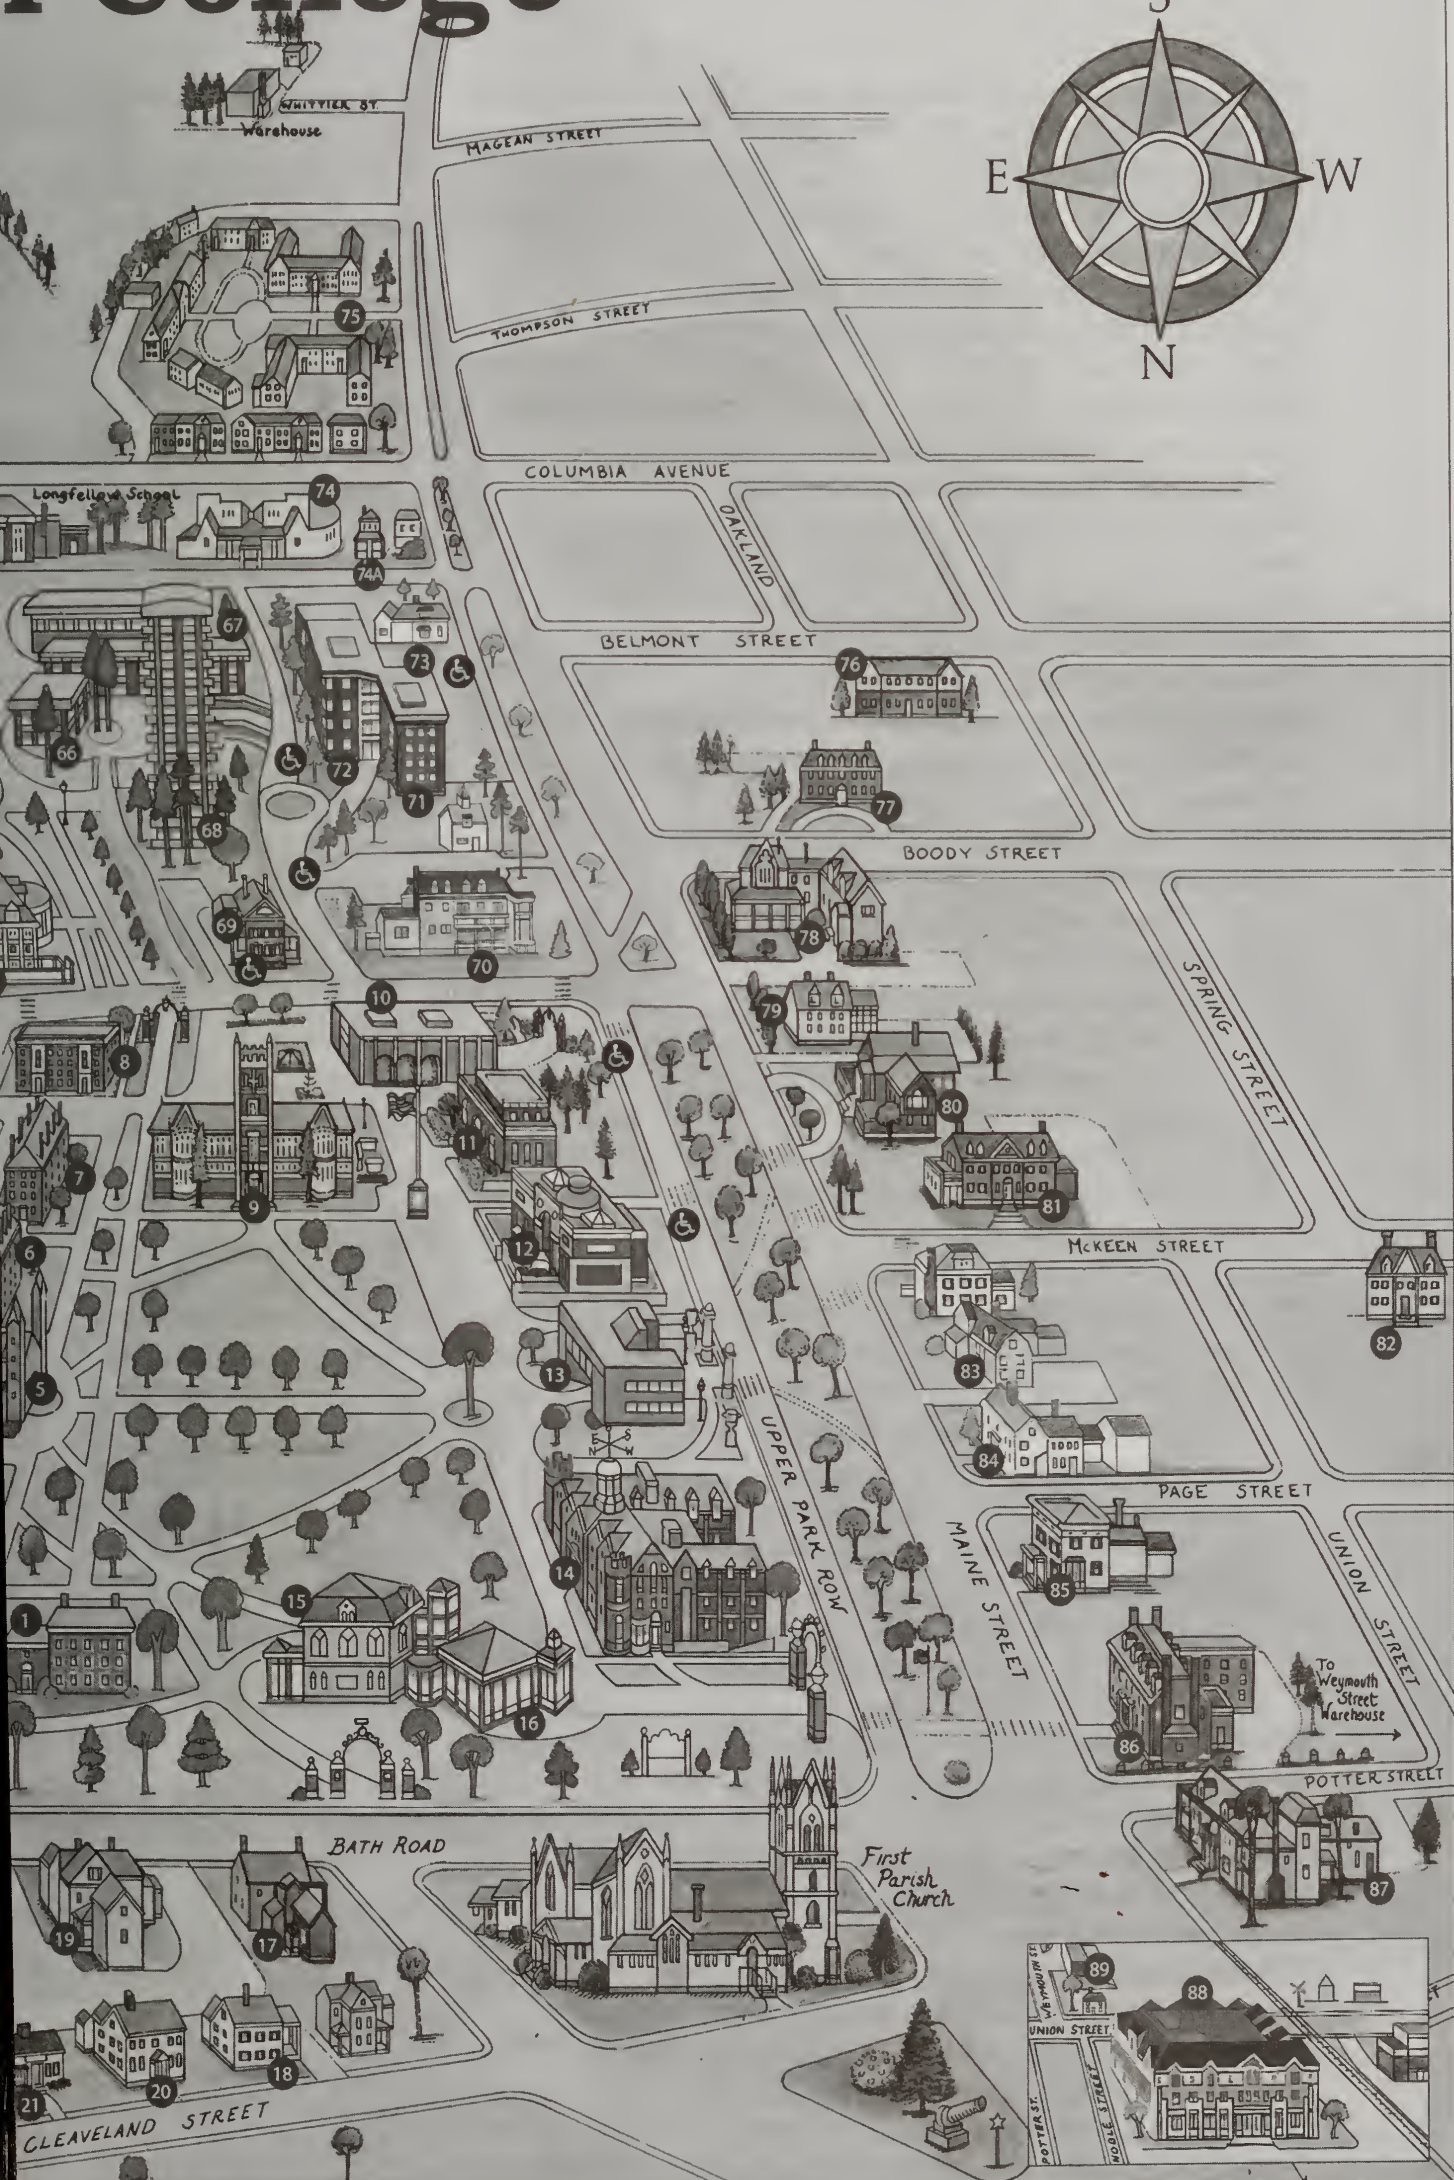 College
S
E
W
N
WHITTIER ST.
Warehouse
MAGEAN STREET
THOMPSON STREET
75
COLUMBIA AVENUE
Longfellow School
74
74A
OAKLAND
67
BELMONT STREET
73
76
66
72
71
77
68
BOODY STREET
69
70
78
SPRING STREET
10
79
8
80
11
7
9
81
6
12
McKEEN STREET
82
13
83
5
E S
N W
UPPER PARK ROW
84
PAGE STREET
14
MAINE STREET
85
UNION STREET
1
15
16
To
Weymouth
Street
Warehouse
86
POTTER STREET
BATH ROAD
First
Parish
Church
87
19
17
WEYMOUTH ST.
89
88
UNION STREET
18
20
21
CLEAVELAND STREET
POTTER ST.
NOBLE STREET